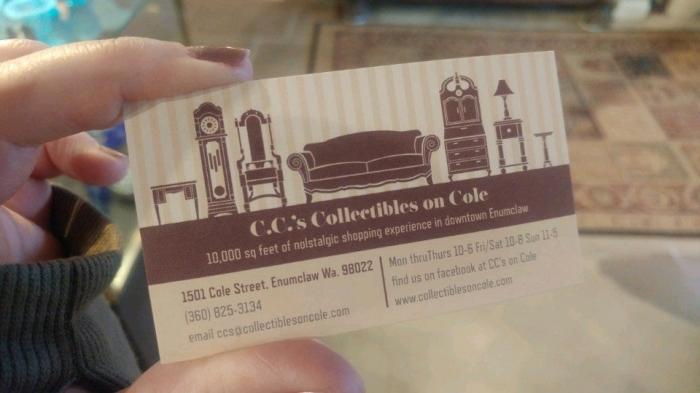 C.C.'s Collectibles on Cole
10,000 sq feet of nolstalgic shopping experience in downtown Enumclaw
1501 Cole Street, Enumclaw Wa. 98022
(360) 825-3134
email ccs@collectiblesoncole.com
Mon thruThurs 10-6 Fri/Sat 10-8 Sun 11-5
find us on facebook at CC's on Cole
www.collectiblesoncole.com